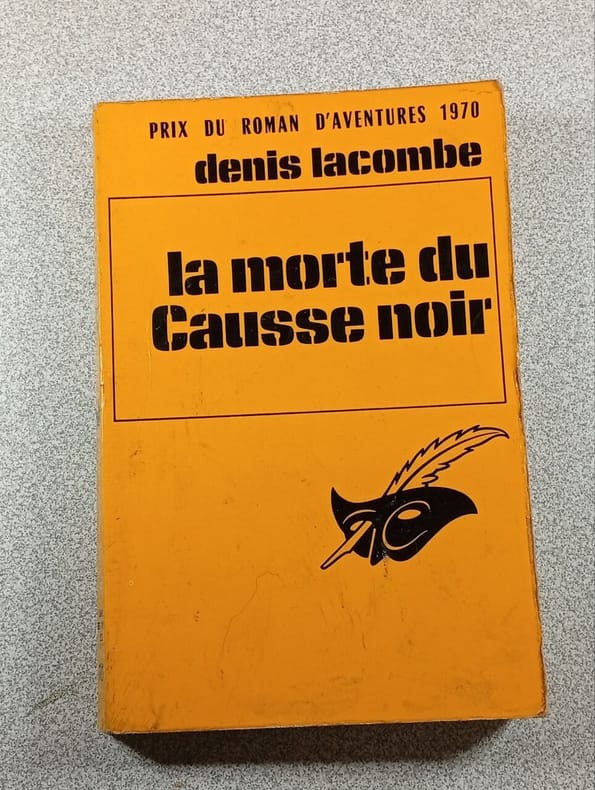 PRIX DU ROMAN D'AVENTURES 1970
denis lacombe
la morte du
Causse noir